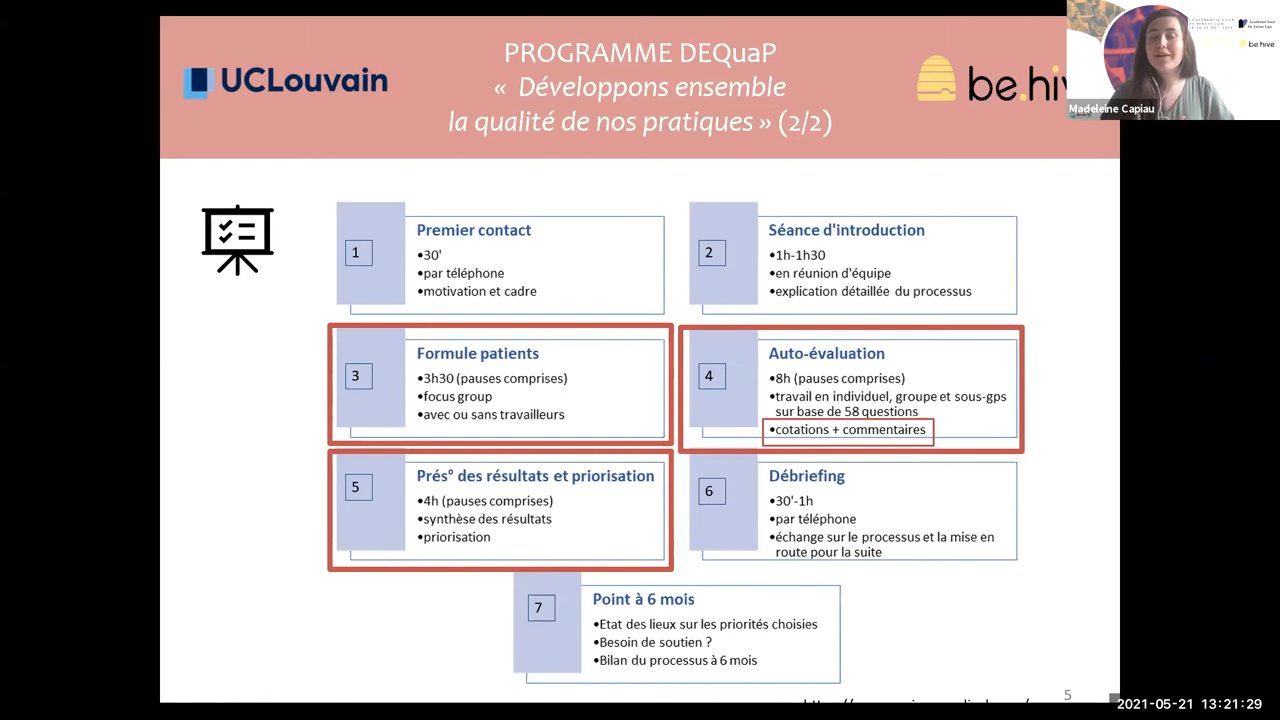 PROGRAMME DEQuaP
« Développons ensemble
la qualité de nos pratiques » (2/2)
UCLouvain
be.hiv
be hive
Madeleine Capiau
1
Premier contact
•30'
•par téléphone
•motivation et cadre
2
Séance d'introduction
•1h-1h30
•en réunion d'équipe
•explication détaillée du processus
3
Formule patients
•3h30 (pauses comprises)
•focus group
•avec ou sans travailleurs
4
Auto-évaluation
•8h (pauses comprises)
•travail en individuel, groupe et sous-gps
sur base de 58 questions
•cotations + commentaires
5
Prés° des résultats et priorisation
•4h (pauses comprises)
•synthèse des résultats
•priorisation
6
Débriefing
•30'-1h
•par téléphone
•échange sur le processus et la mise en
route pour la suite
7
Point à 6 mois
•Etat des lieux sur les priorités choisies
•Besoin de soutien ?
•Bilan du processus à 6 mois
5
2021-05-21 13:21:29